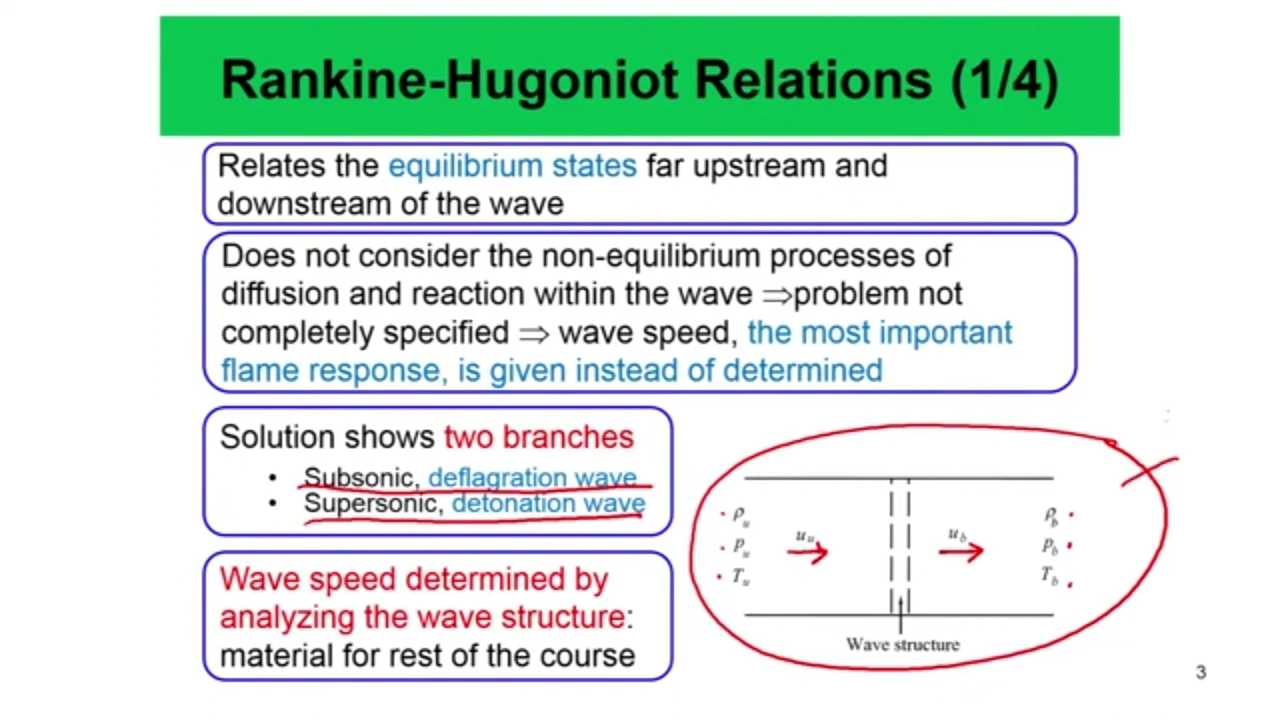 Rankine-Hugoniot Relations (1/4)
Relates the equilibrium states far upstream and
downstream of the wave
Does not consider the non-equilibrium processes of
diffusion and reaction within the wave ⇒problem not
completely specified ⇒ wave speed, the most important
flame response, is given instead of determined
Solution shows two branches
• Subsonic, deflagration wave
• Supersonic, detonation wave
Wave speed determined by
analyzing the wave structure:
material for rest of the course
ρu
pu
Tu
uu
ub
ρb
pb
Tb
Wave structure
3